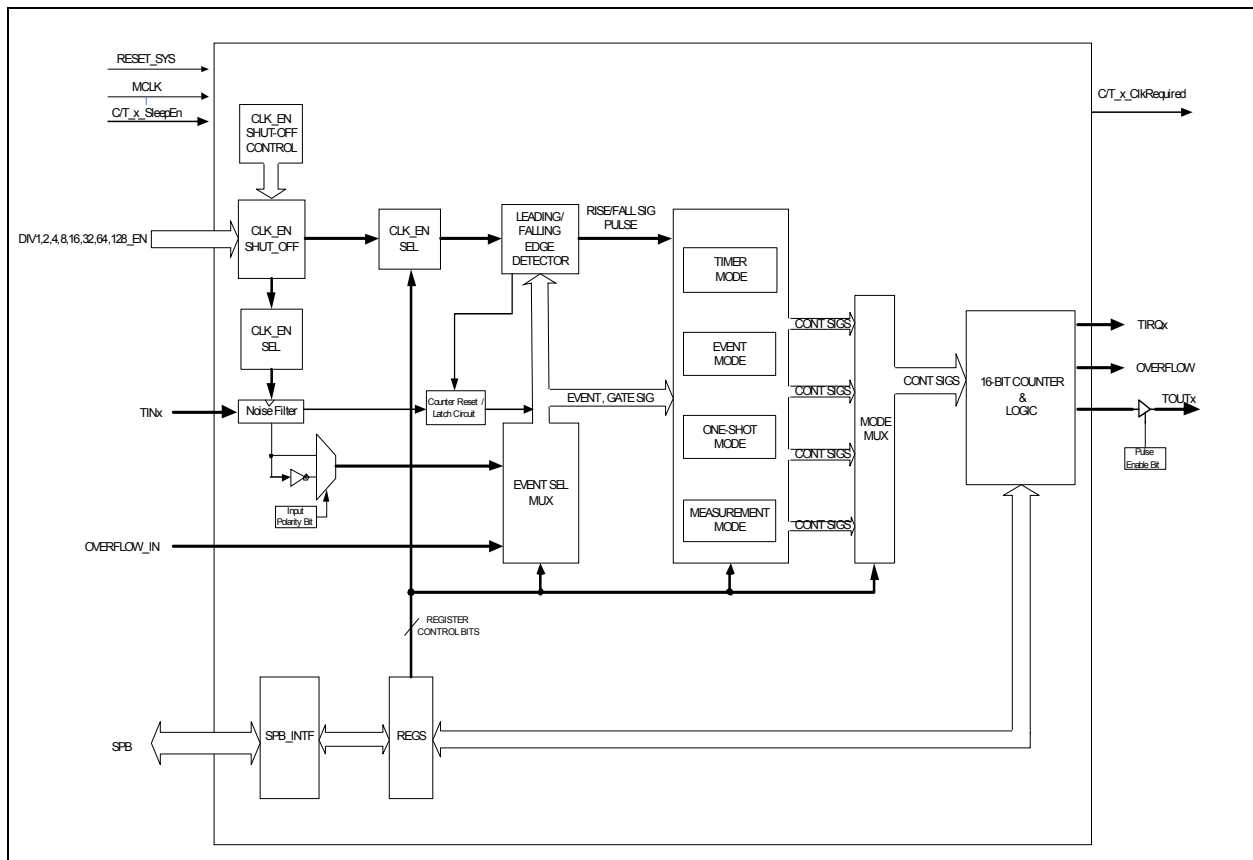 RESET_SYS
MCLK
C/T_x_SleepEn
C/T_x_ClkRequired
CLK_EN
SHUT-OFF
CONTROL
DIV1,2,4,8,16,32,64,128_EN
CLK_EN
SHUT_OFF
CLK_EN
SEL
LEADING/
FALLING
EDGE
DETECTOR
RISE/FALL SIG
PULSE
TIMER
MODE
CLK_EN
SEL
CONT SIGS
EVENT
MODE
CONT SIGS
ONE-SHOT
MODE
CONT SIGS
MEASUREMENT
MODE
CONT SIGS
MODE
MUX
CONT SIGS
16-BIT COUNTER
&
LOGIC
TIRQx
OVERFLOW
TOUTx
Pulse
Enable Bit
TINx
Noise Filter
Counter Reset /
Latch Circuit
EVENT, GATE SIG
Input
Polarity Bit
EVENT SEL
MUX
OVERFLOW_IN
REGISTER
CONTROL BITS
SPB
SPB_INTF
REGS